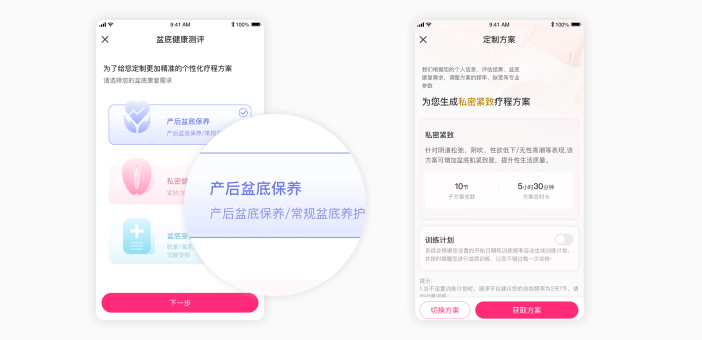 9:41 AM
100%
盆底健康测评
为了给您定制更加精准的个性化疗程方案
请选择您的盆底康复需求
产后盆底保养
产后盆底保养/常规
私密健
紧致/
盆底受
肌患/漏
功能受损
产后盆底保养
产后盆底保养/常规盆底养护
下一步
9:41 AM
100%
定制方案
我们根据您的个人信息、评估结果、盆底
康复需求，调整方案的频率、脉宽等专业
参数
为您生成私密紧致疗程方案
私密紧致
针对阴道松弛、阴吹、性欲低下/无性高潮等表现,该
方案可增加盆底肌紧致度、提升性生活质量。
10节
子方案总数
5小时30分钟
方案总时长
训练计划
系统会根据您设置的开始日期和训练频率自动生成训练计划,
并按时提醒您进行盆底训练，让您不错过每一次训练~
提示:
1.当不设置训练计划时，澜渟平台建议您的训练频率为2天1节，请
切换方案
获取方案